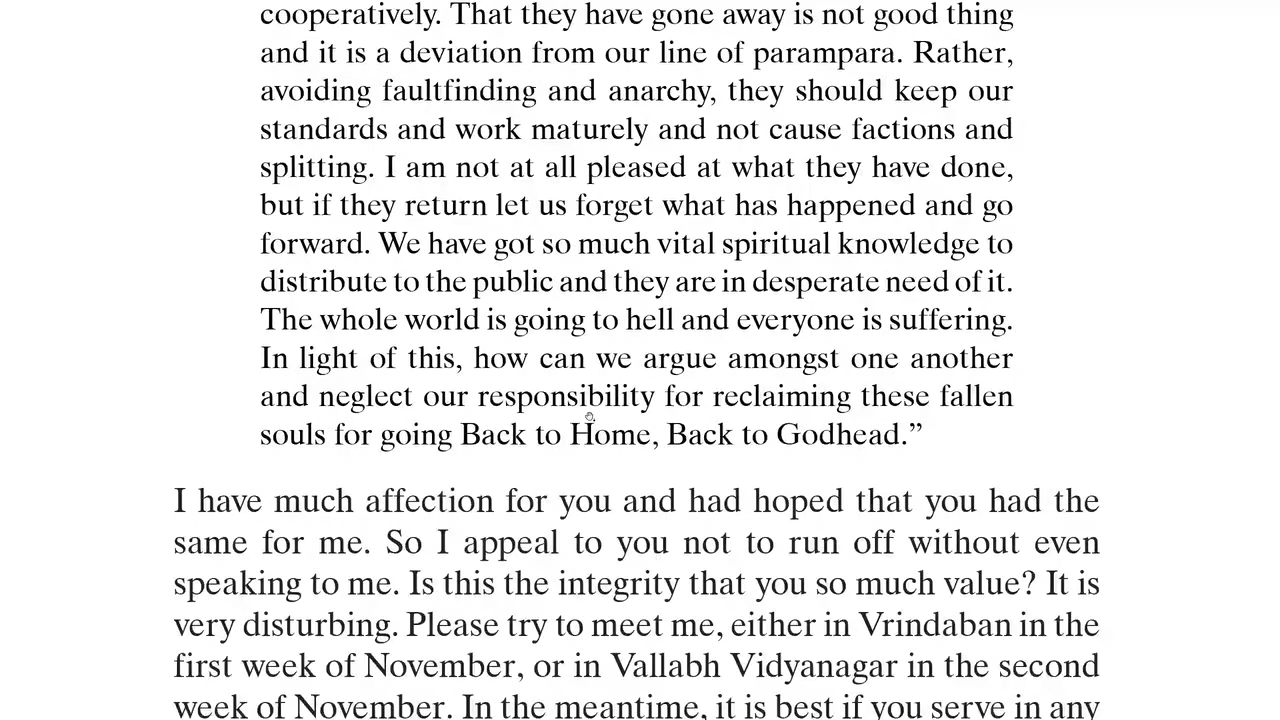 cooperatively. That they have gone away is not good thing
and it is a deviation from our line of parampara. Rather,
avoiding faultfinding and anarchy, they should keep our
standards and work maturely and not cause factions and
splitting. I am not at all pleased at what they have done,
but if they return let us forget what has happened and go
forward. We have got so much vital spiritual knowledge to
distribute to the public and they are in desperate need of it.
The whole world is going to hell and everyone is suffering.
In light of this, how can we argue amongst one another
and neglect our responsibility for reclaiming these fallen
souls for going Back to Home, Back to Godhead.”
I have much affection for you and had hoped that you had the
same for me. So I appeal to you not to run off without even
speaking to me. Is this the integrity that you so much value? It is
very disturbing. Please try to meet me, either in Vrindaban in the
first week of November, or in Vallabh Vidyanagar in the second
week of November. In the meantime, it is best if you serve in any